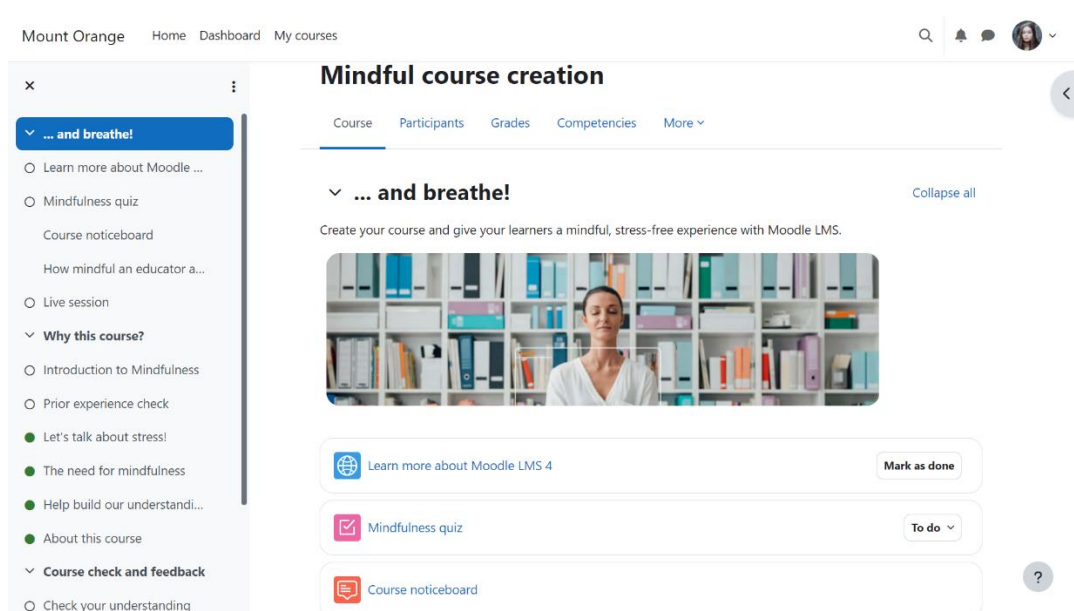 Mount Orange Home Dashboard My courses
Mindful course creation
Course Participants Grades Competencies More
... and breathe!
Learn more about Moodle ...
Mindfulness quiz
Course noticeboard
How mindful an educator a...
Live session
Why this course?
Introduction to Mindfulness
Prior experience check
Let's talk about stress!
The need for mindfulness
Help build our understandi...
About this course
Course check and feedback
Check your understanding
... and breathe!
Collapse all
Create your course and give your learners a mindful, stress-free experience with Moodle LMS.
Learn more about Moodle LMS 4
Mark as done
Mindfulness quiz
To do
Course noticeboard
?